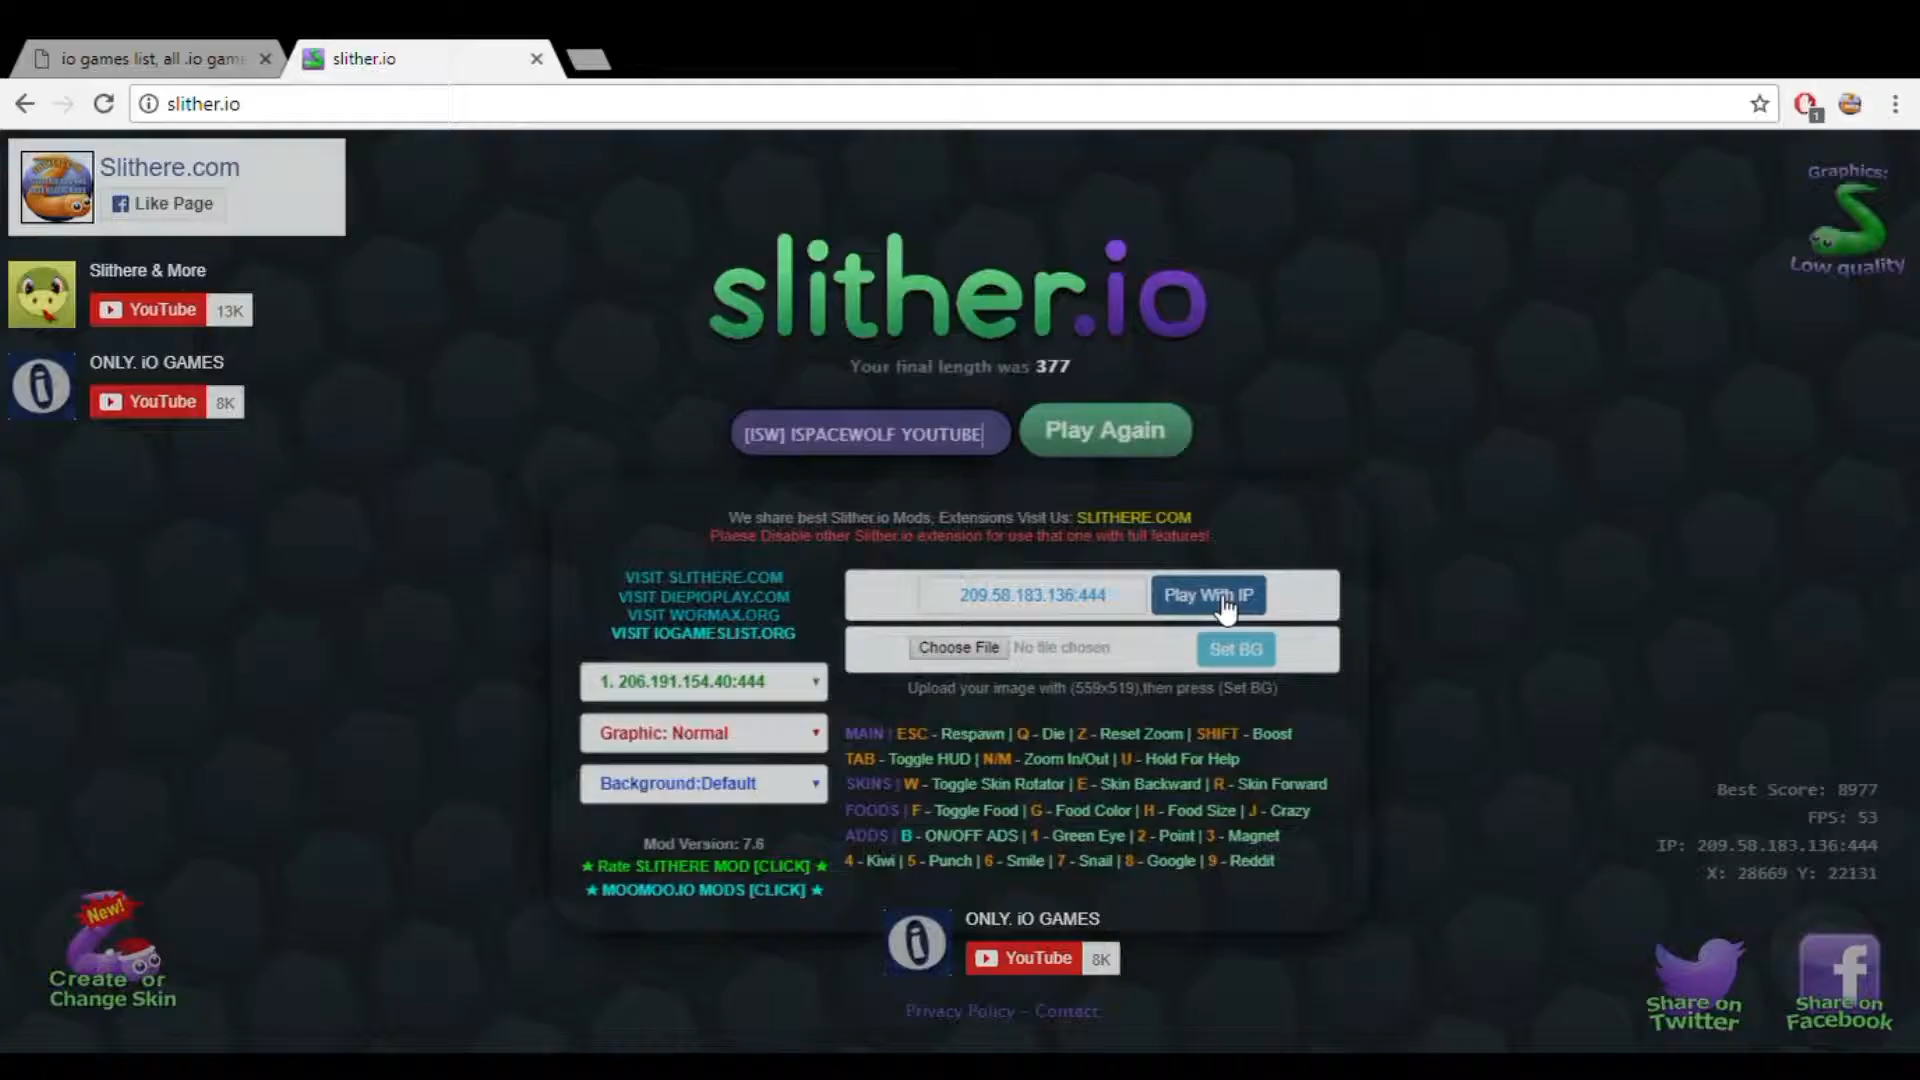 io games list, all .io game
slither.io
slither.io
1
Slithere.com
Like Page
Slithere & More
YouTube 13K
ONLY. iO GAMES
YouTube 8K
Graphics:
Low quality
slither.io
Your final length was 377
[ISW] ISPACEWOLF YOUTUBE
Play Again
We share best Slither.io Mods, Extensions Visit Us: SLITHERE.COM
Plaese Disable other Slither.io extension for use that one with full features!
VISIT SLITHERE.COM
VISIT DIEPIOPLAY.COM
VISIT WORMAX.ORG
VISIT IOGAMESLIST.ORG
209.58.183.136:444 Play With IP
Choose File No file chosen Set BG
Upload your image with (559x519),then press (Set BG)
1. 206.191.154.40:444
Graphic: Normal
Background:Default
MAIN | ESC - Respawn | Q - Die | Z - Reset Zoom | SHIFT - Boost
TAB - Toggle HUD | N/M - Zoom In/Out | U - Hold For Help
SKINS | W - Toggle Skin Rotator | E - Skin Backward | R - Skin Forward
FOODS | F - Toggle Food | G - Food Color | H - Food Size | J - Crazy
ADDS | B - ON/OFF ADS | 1 - Green Eye | 2 - Point | 3 - Magnet
4 - Kiwi | 5 - Punch | 6 - Smile | 7 - Snail | 8 - Google | 9 - Reddit
Mod Version: 7.6
★ Rate SLITHERE MOD [CLICK] ★
★ MOOMOO.IO MODS [CLICK] ★
Best Score: 8977
FPS: 53
IP: 209.58.183.136:444
X: 28669 Y: 22131
New!
Create or
Change Skin
ONLY. iO GAMES
YouTube 8K
Privacy Policy - Contact
Share on
Twitter
Share on
Facebook